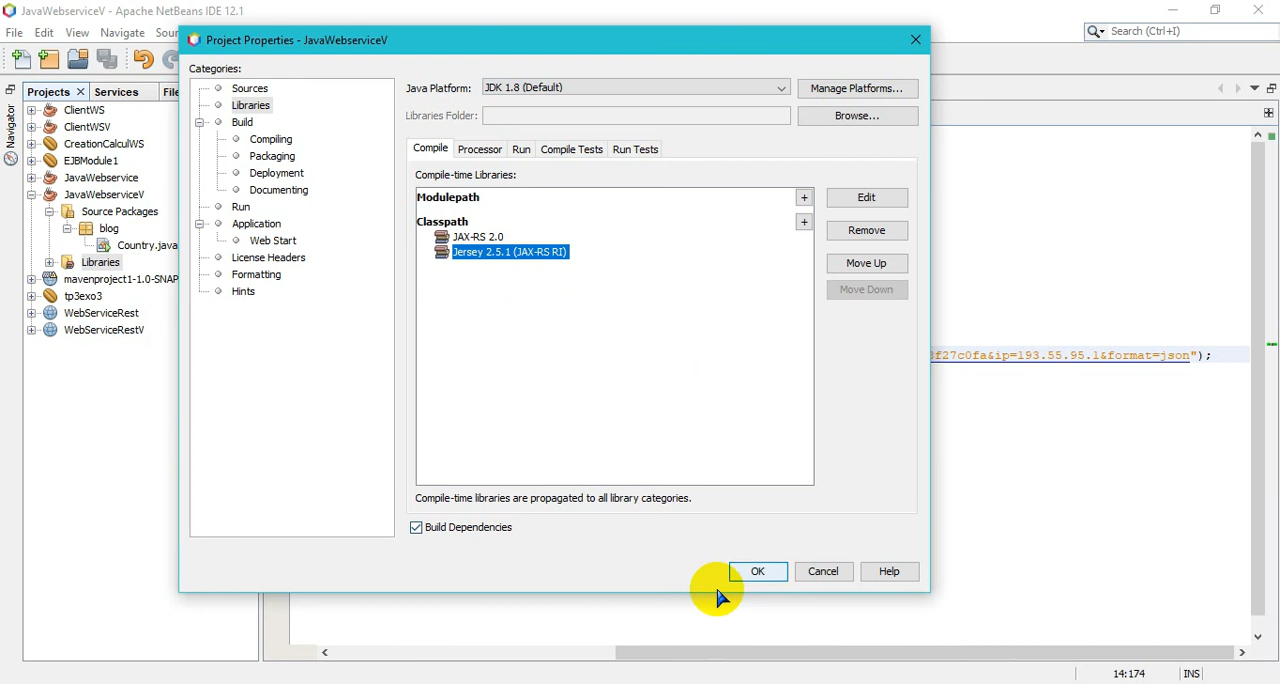 JavaWebserviceV - Apache NetBeans IDE 12.1
File Edit View Navigate Sour
Search (Ctrl+I)
Project Properties - JavaWebserviceV
Projects Services File
Navigator
ClientWS
ClientWSV
CreationCalculWS
EJBModule1
JavaWebservice
JavaWebserviceV
Source Packages
blog
Country.java
Libraries
mavenproject1-1.0-SNAP
tp3exo3
WebServiceRest
WebServiceRestV
Categories:
Sources
Libraries
Build
Compiling
Packaging
Deployment
Documenting
Run
Application
Web Start
License Headers
Formatting
Hints
Java Platform: JDK 1.8 (Default) Manage Platforms...
Libraries Folder: Browse...
Compile Processor Run Compile Tests Run Tests
Compile-time Libraries:
Modulepath +
Classpath +
JAX-RS 2.0
Jersey 2.5.1 (JAX-RS RI)
Edit
Remove
Move Up
Move Down
Compile-time libraries are propagated to all library categories.
Build Dependencies
OK Cancel Help
f27c0fa&ip=193.55.95.1&format=json");
14:174 INS